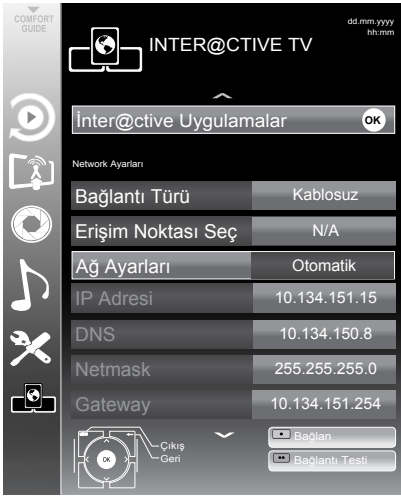 COMFORT
GUIDE
INTER@CTIVE TV
dd.mm.yyyy
hh:mm
İnter@ctive Uygulamalar OK
Network Ayarları
Bağlantı Türü Kablosuz
Erişim Noktası Seç N/A
Ağ Ayarları Otomatik
IP Adresi 10.134.151.15
DNS 10.134.150.8
Netmask 255.255.255.0
Gateway 10.134.151.254
OK
Çıkış
Geri
Bağlan
Bağlantı Testi